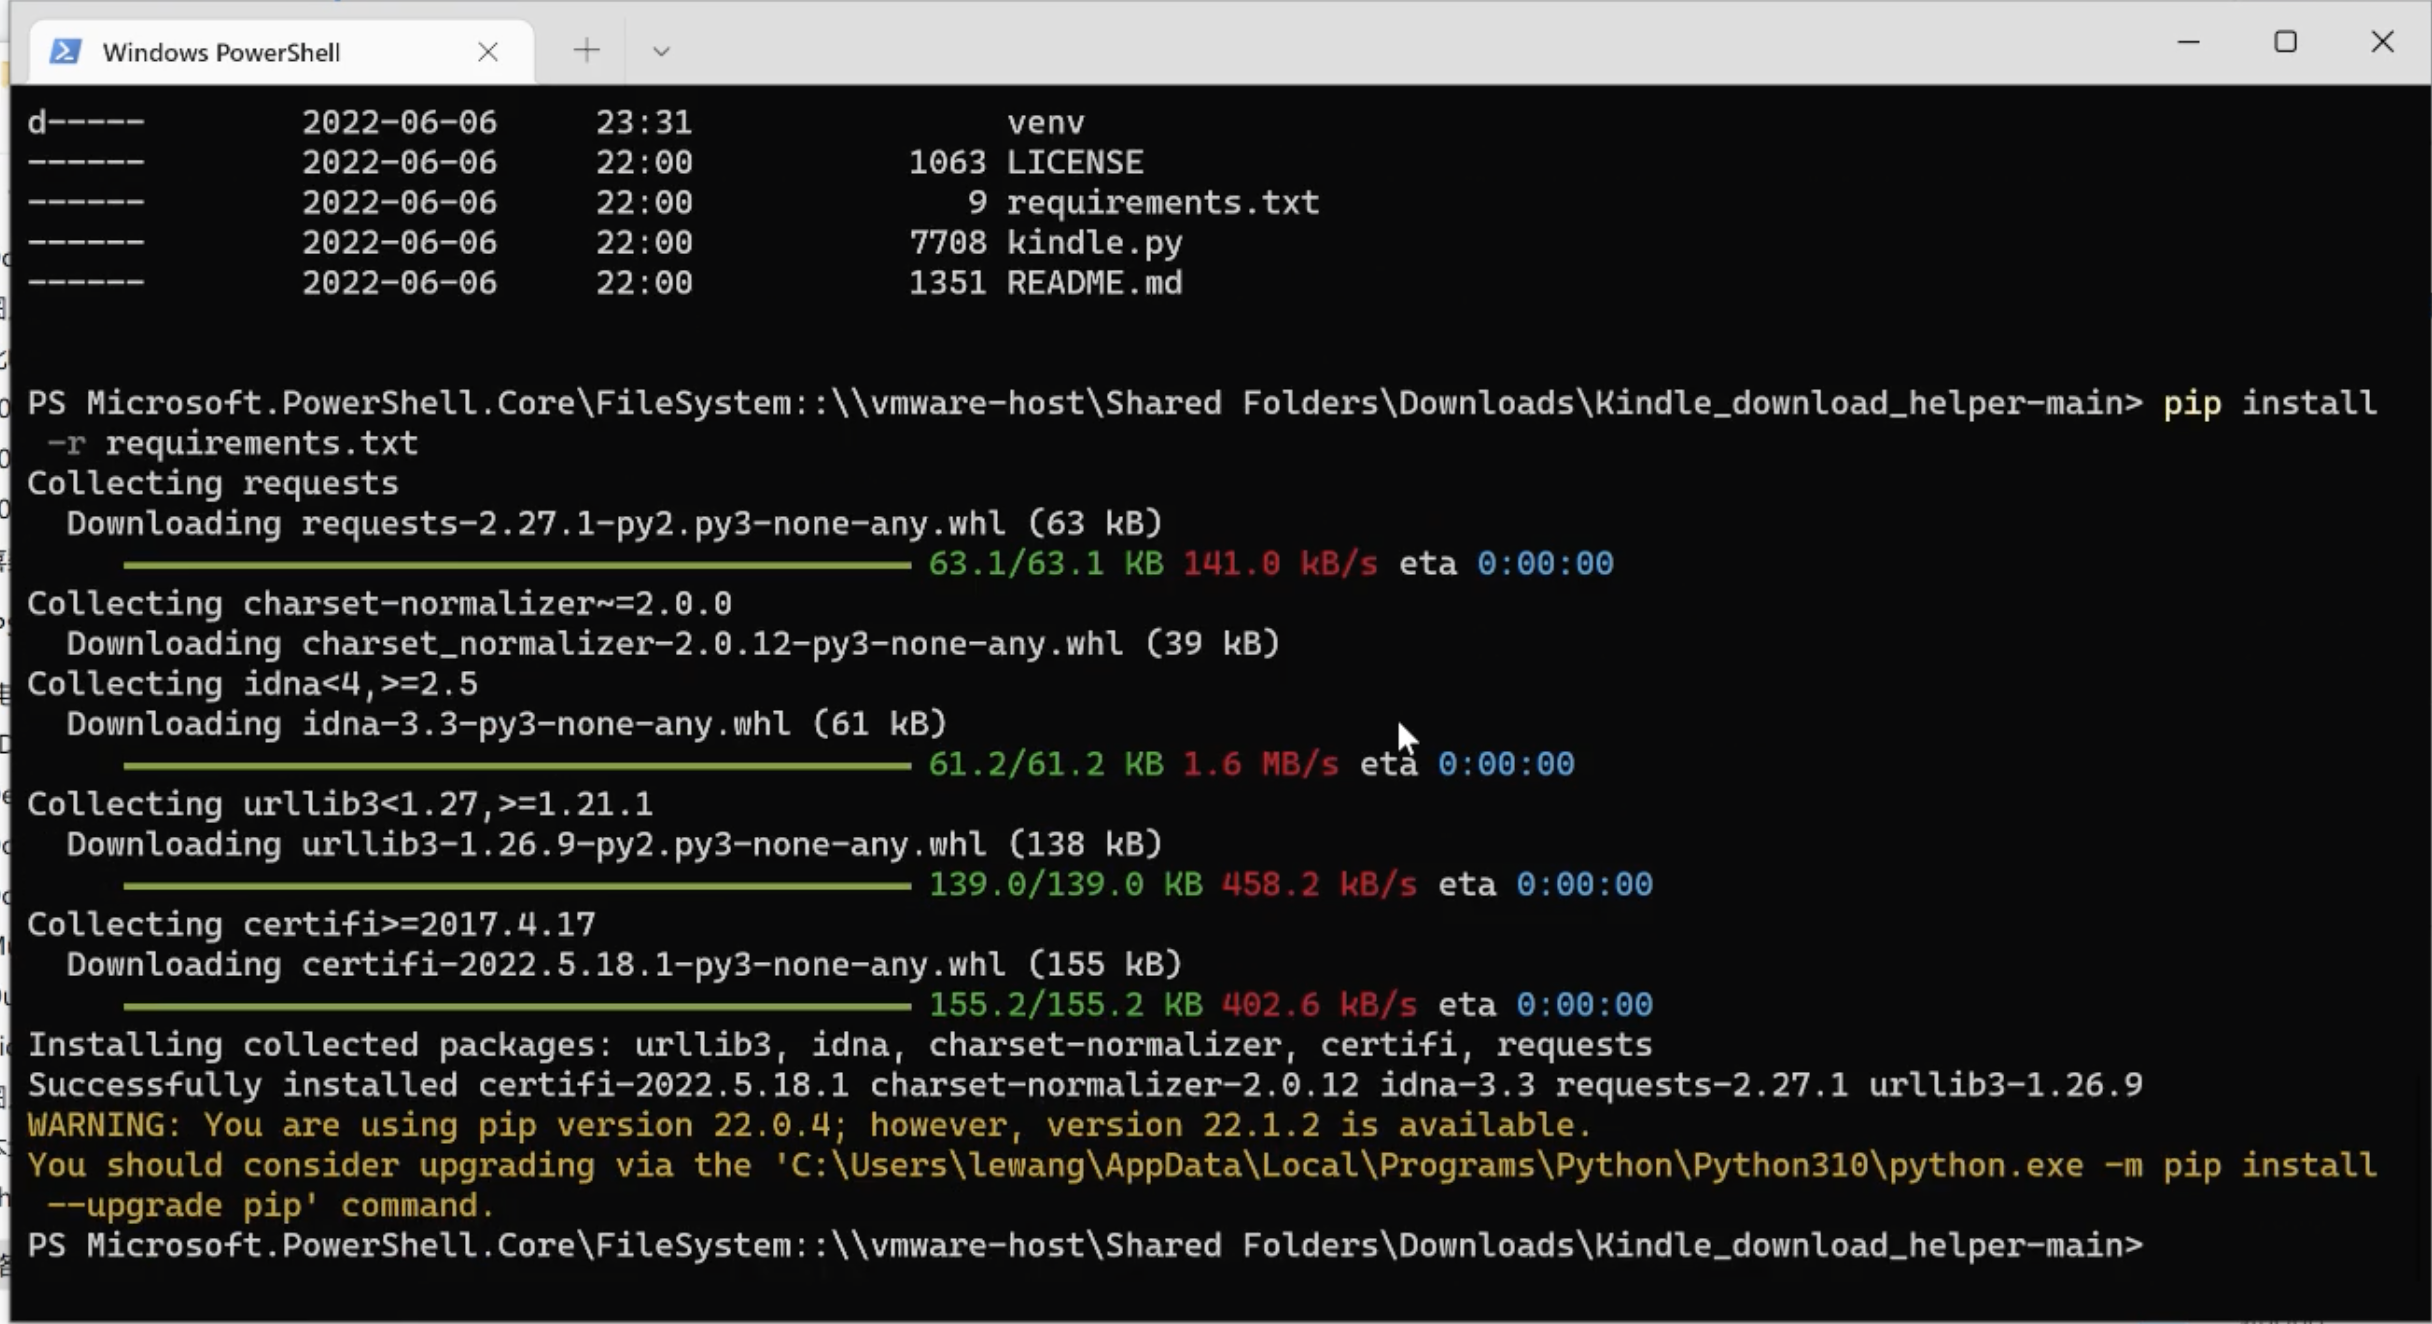 Windows PowerShell
d----- 2022-06-06 23:31 venv
------ 2022-06-06 22:00 1063 LICENSE
------ 2022-06-06 22:00 9 requirements.txt
------ 2022-06-06 22:00 7708 kindle.py
------ 2022-06-06 22:00 1351 README.md
PS Microsoft.PowerShell.Core\FileSystem::\\vmware-host\Shared Folders\Downloads\Kindle_download_helper-main> pip install
-r requirements.txt
Collecting requests
Downloading requests-2.27.1-py2.py3-none-any.whl (63 kB)
63.1/63.1 KB 141.0 kB/s eta 0:00:00
Collecting charset-normalizer~=2.0.0
Downloading charset_normalizer-2.0.12-py3-none-any.whl (39 kB)
Collecting idna<4,>=2.5
Downloading idna-3.3-py3-none-any.whl (61 kB)
61.2/61.2 KB 1.6 MB/s eta 0:00:00
Collecting urllib3<1.27,>=1.21.1
Downloading urllib3-1.26.9-py2.py3-none-any.whl (138 kB)
139.0/139.0 KB 458.2 kB/s eta 0:00:00
Collecting certifi>=2017.4.17
Downloading certifi-2022.5.18.1-py3-none-any.whl (155 kB)
155.2/155.2 KB 402.6 kB/s eta 0:00:00
Installing collected packages: urllib3, idna, charset-normalizer, certifi, requests
Successfully installed certifi-2022.5.18.1 charset-normalizer-2.0.12 idna-3.3 requests-2.27.1 urllib3-1.26.9
WARNING: You are using pip version 22.0.4; however, version 22.1.2 is available.
You should consider upgrading via the 'C:\Users\lewang\AppData\Local\Programs\Python\Python310\python.exe -m pip install
--upgrade pip' command.
PS Microsoft.PowerShell.Core\FileSystem::\\vmware-host\Shared Folders\Downloads\Kindle_download_helper-main>